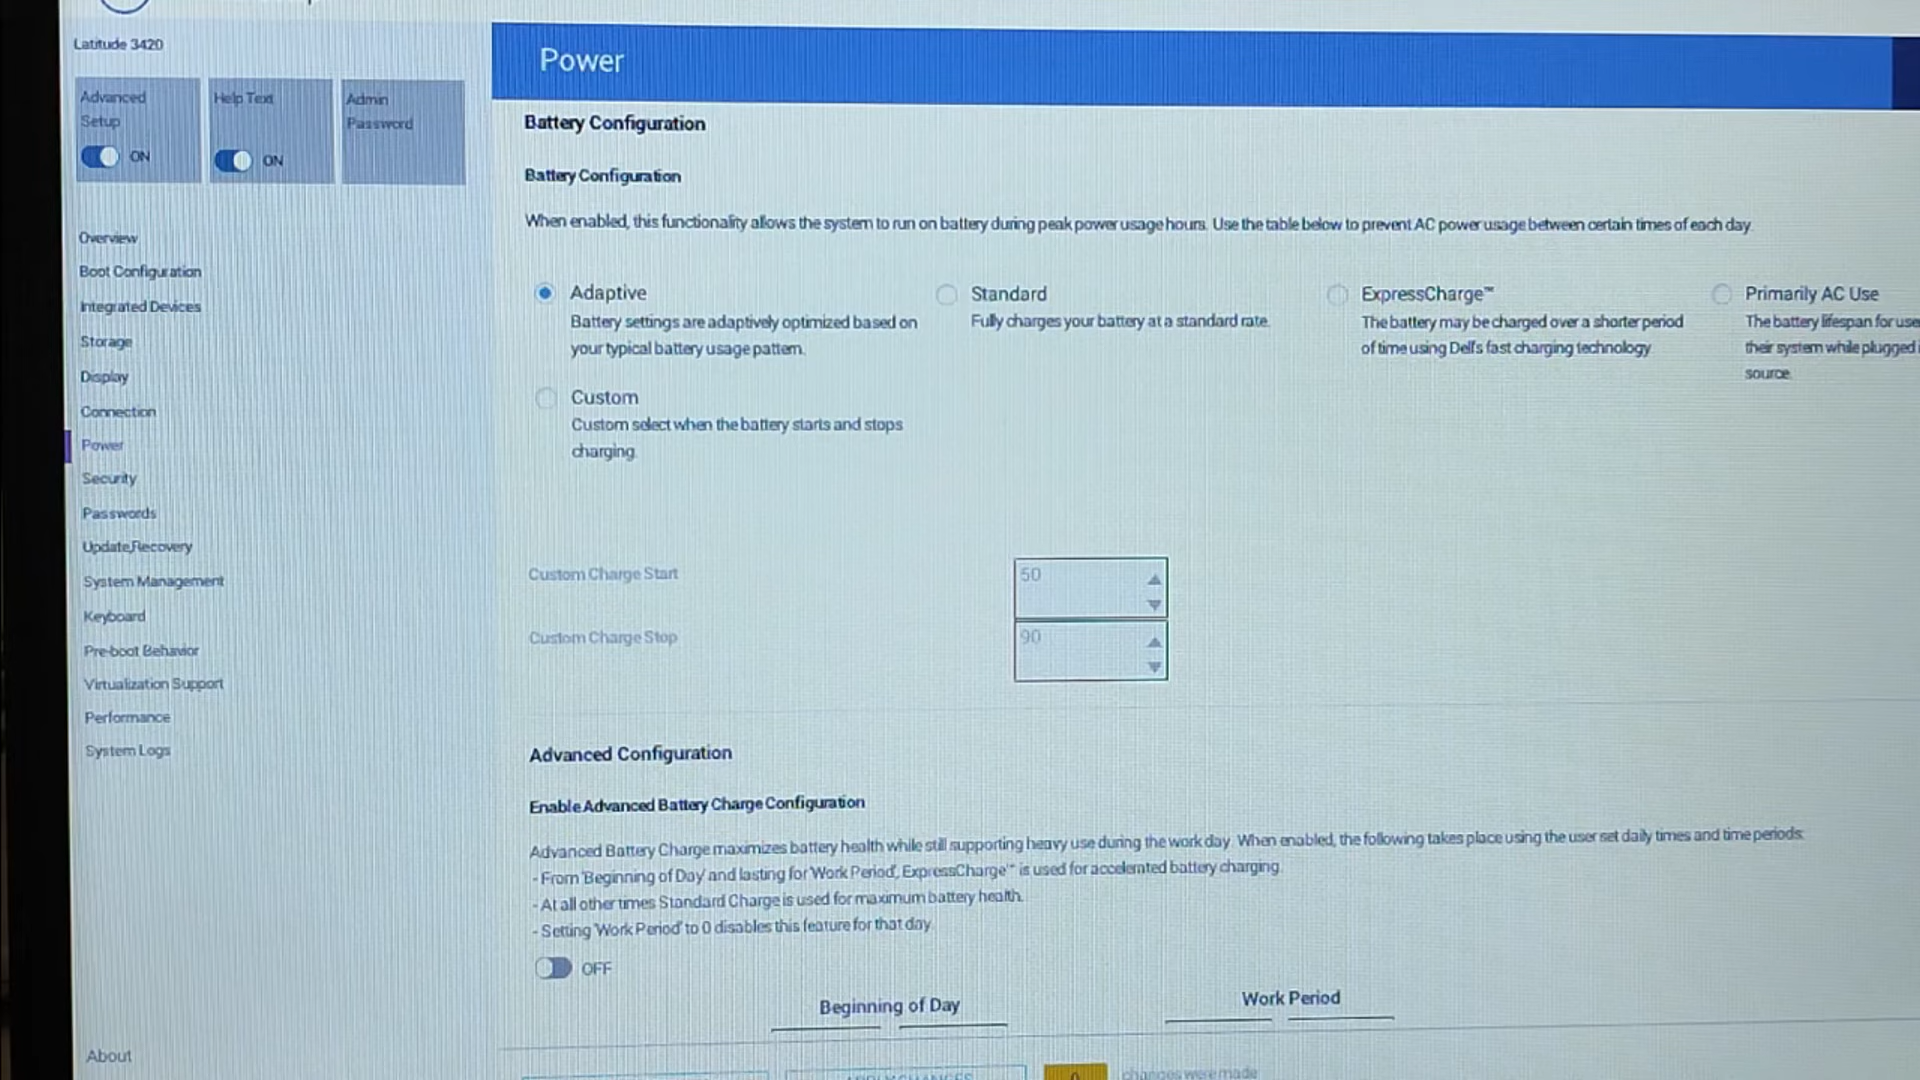 Latitude 3420
Advanced
Setup
ON
Help Text
ON
Admin
Password
Overview
Boot Configuration
Integrated Devices
Storage
Display
Connection
Power
Security
Passwords
Update,Recovery
System Management
Keyboard
Pre-boot Behavior
Virtualization Support
Performance
System Logs
About
Power
Battery Configuration
Battery Configuration
When enabled, this functionality allows the system to run on battery during peak power usage hours. Use the table below to prevent AC power usage between certain times of each day.
Adaptive
Battery settings are adaptively optimized based on
your typical battery usage pattern.
Standard
Fully charges your battery at a standard rate.
ExpressCharge™
The battery may be charged over a shorter period
of time using Dell's fast charging technology
Primarily AC Use
The battery lifespan for use
their system while plugged
source.
Custom
Custom select when the battery starts and stops
charging.
Custom Charge Start
50
Custom Charge Stop
90
Advanced Configuration
Enable Advanced Battery Charge Configuration
Advanced Battery Charge maximizes battery health while still supporting heavy use during the work day. When enabled, the following takes place using the user set daily times and time periods:
- From 'Beginning of Day' and lasting for 'Work Period', ExpressCharge™ is used for accelerated battery charging.
- At all other times Standard Charge is used for maximum battery health.
- Setting 'Work Period' to 0 disables this feature for that day
OFF
Beginning of Day
Work Period
changes were made